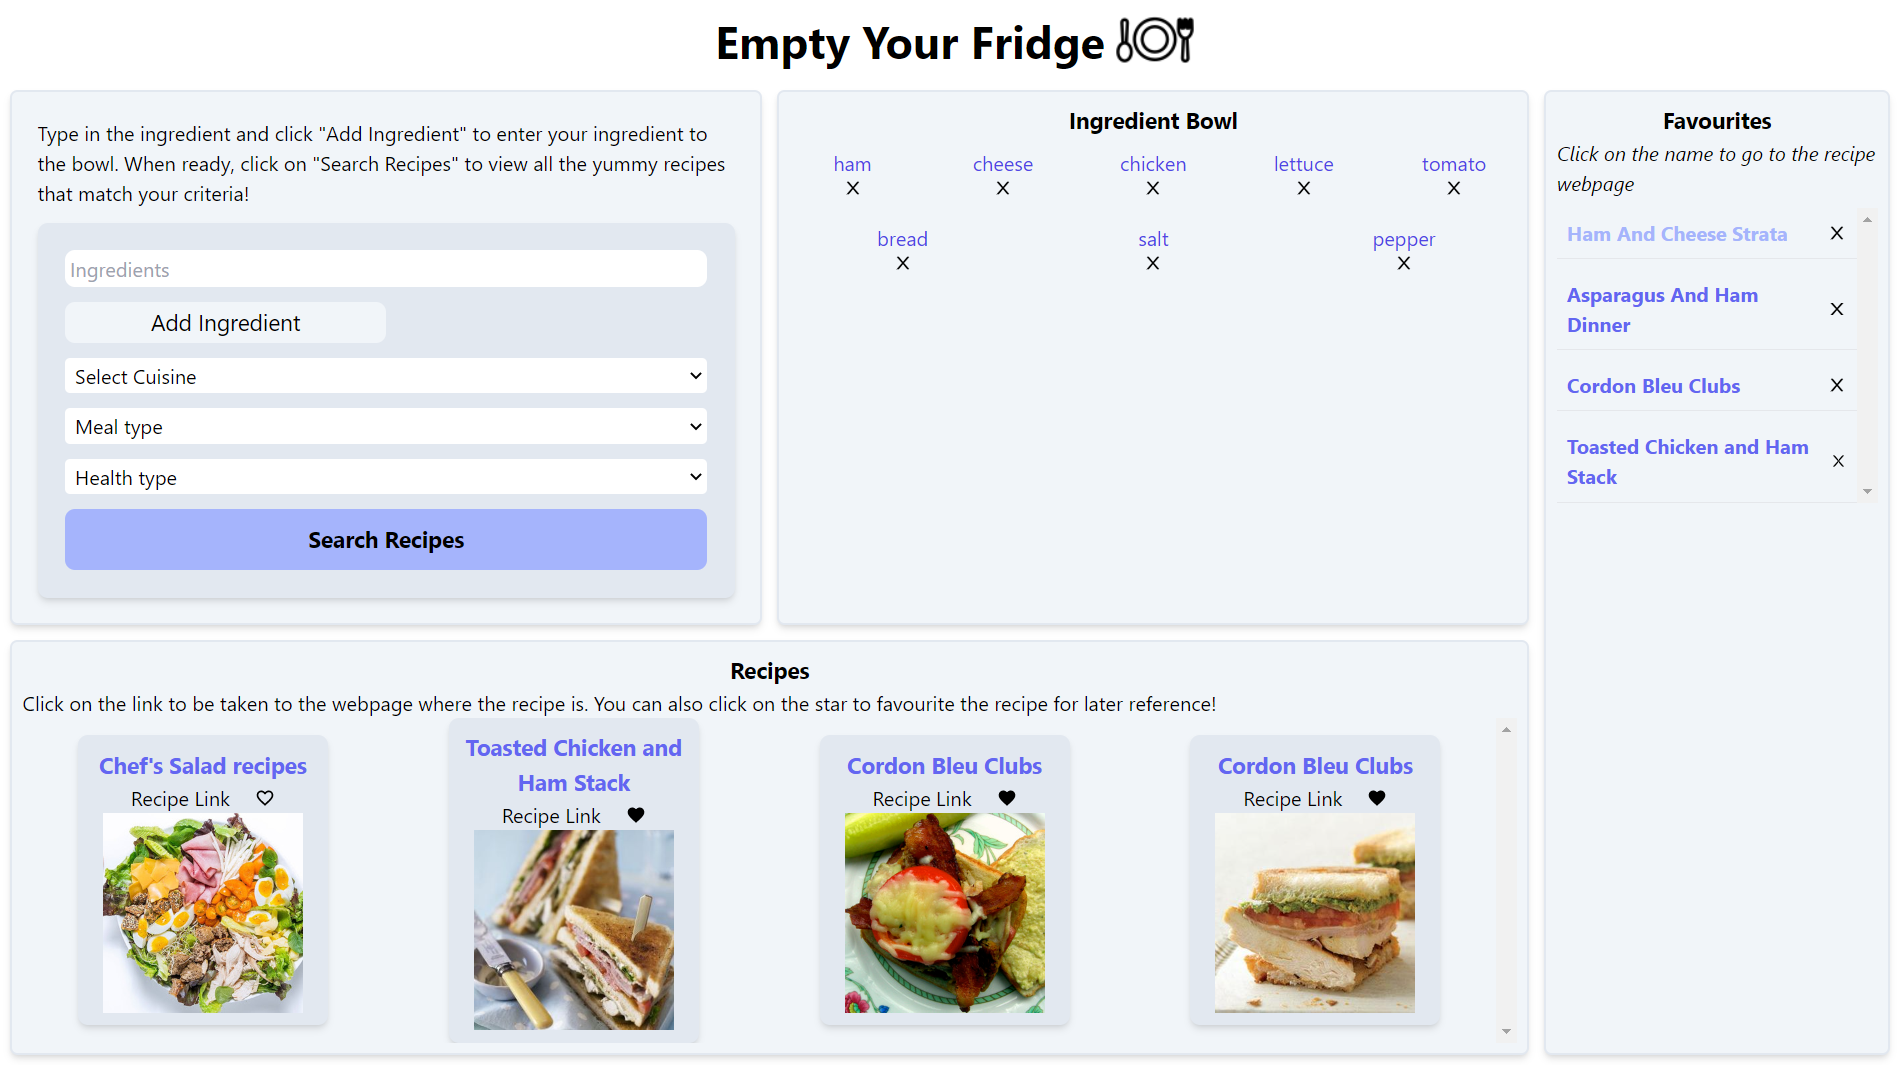 Empty Your Fridge
Type in the ingredient and click "Add Ingredient" to enter your ingredient to
the bowl. When ready, click on "Search Recipes" to view all the yummy recipes
that match your criteria!
Ingredients
Add Ingredient
Select Cuisine
Meal type
Health type
Search Recipes
Ingredient Bowl
ham cheese chicken lettuce tomato
X X X X X
bread salt pepper
X X X
Favourites
Click on the name to go to the recipe
webpage
Ham And Cheese Strata X
Asparagus And Ham
Dinner X
Cordon Bleu Clubs X
Toasted Chicken and Ham
Stack X
Recipes
Click on the link to be taken to the webpage where the recipe is. You can also click on the star to favourite the recipe for later reference!
Chef's Salad recipes
Recipe Link
Toasted Chicken and
Ham Stack
Recipe Link
Cordon Bleu Clubs
Recipe Link
Cordon Bleu Clubs
Recipe Link